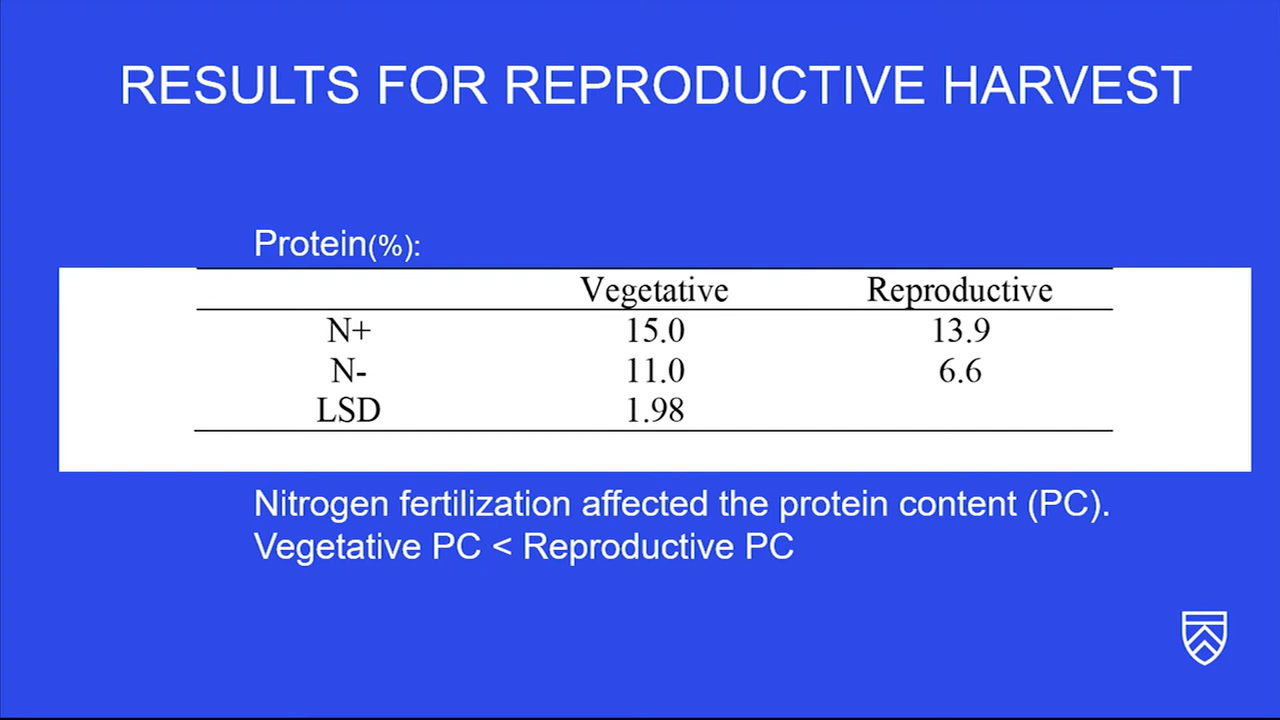 RESULTS FOR REPRODUCTIVE HARVEST
Protein(%):
Vegetative Reproductive
N+ 15.0 13.9
N- 11.0 6.6
LSD 1.98
Nitrogen fertilization affected the protein content (PC).
Vegetative PC < Reproductive PC